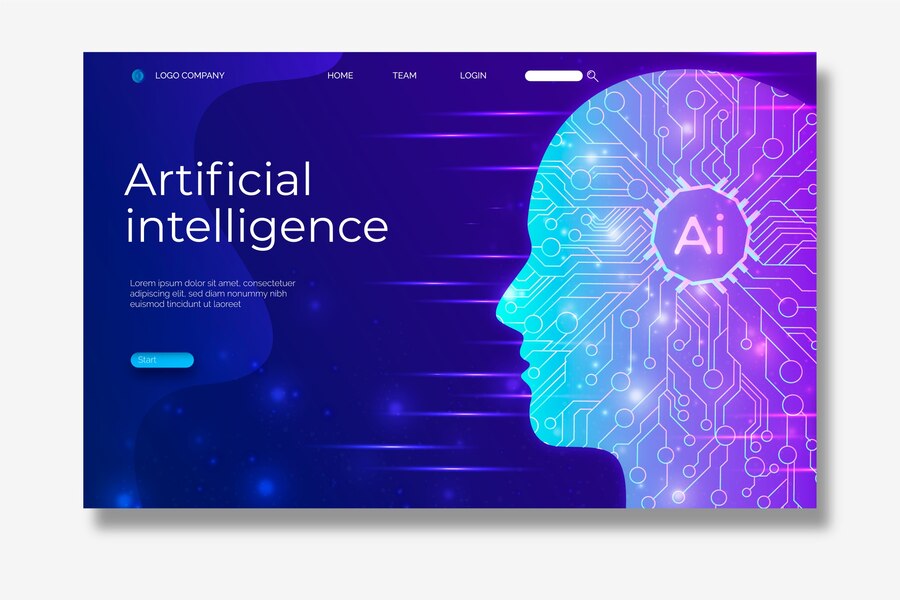 LOGO COMPANY
HOME
TEAM
LOGIN
Artificial
intelligence
Lorem ipsum dolor sit amet, consectetuer
adipiscing elit, sed diam nonummy nibh
euismod tincidunt ut laoreet
Start
Ai